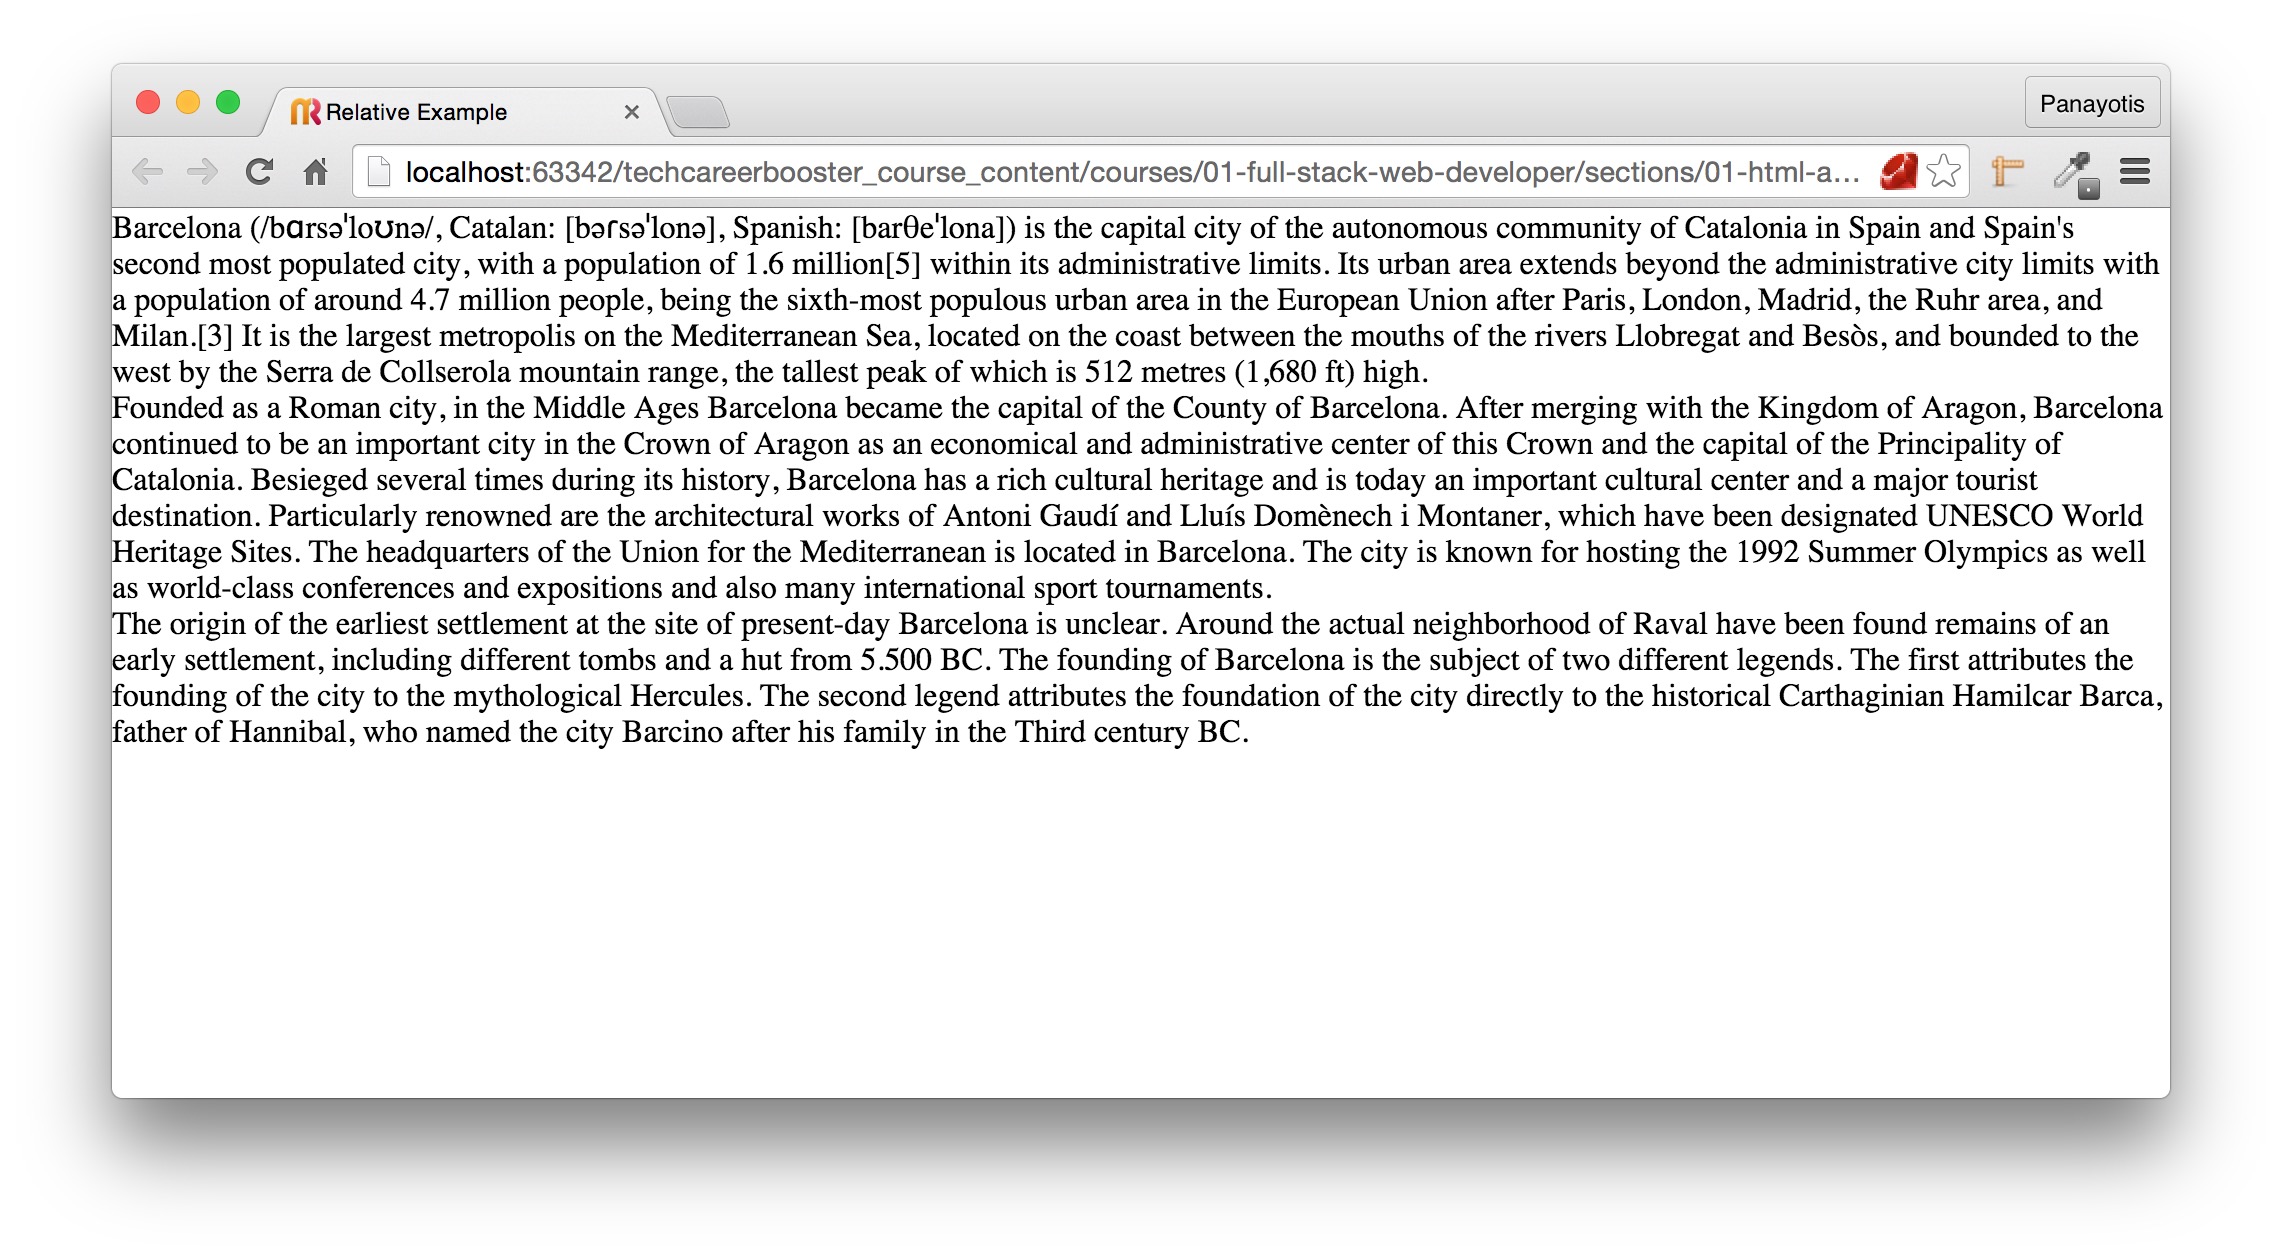 Relative Example
Panayotis
localhost:63342/techcareerbooster_course_content/courses/01-full-stack-web-developer/sections/01-html-a...
Barcelona (/bɑrsəˈloʊnə/, Catalan: [bərsəˈlonə], Spanish: [barθeˈlona]) is the capital city of the autonomous community of Catalonia in Spain and Spain's
second most populated city, with a population of 1.6 million[5] within its administrative limits. Its urban area extends beyond the administrative city limits with
a population of around 4.7 million people, being the sixth-most populous urban area in the European Union after Paris, London, Madrid, the Ruhr area, and
Milan.[3] It is the largest metropolis on the Mediterranean Sea, located on the coast between the mouths of the rivers Llobregat and Besòs, and bounded to the
west by the Serra de Collserola mountain range, the tallest peak of which is 512 metres (1,680 ft) high.
Founded as a Roman city, in the Middle Ages Barcelona became the capital of the County of Barcelona. After merging with the Kingdom of Aragon, Barcelona
continued to be an important city in the Crown of Aragon as an economical and administrative center of this Crown and the capital of the Principality of
Catalonia. Besieged several times during its history, Barcelona has a rich cultural heritage and is today an important cultural center and a major tourist
destination. Particularly renowned are the architectural works of Antoni Gaudí and Lluís Domènech i Montaner, which have been designated UNESCO World
Heritage Sites. The headquarters of the Union for the Mediterranean is located in Barcelona. The city is known for hosting the 1992 Summer Olympics as well
as world-class conferences and expositions and also many international sport tournaments.
The origin of the earliest settlement at the site of present-day Barcelona is unclear. Around the actual neighborhood of Raval have been found remains of an
early settlement, including different tombs and a hut from 5.500 BC. The founding of Barcelona is the subject of two different legends. The first attributes the
founding of the city to the mythological Hercules. The second legend attributes the foundation of the city directly to the historical Carthaginian Hamilcar Barca,
father of Hannibal, who named the city Barcino after his family in the Third century BC.